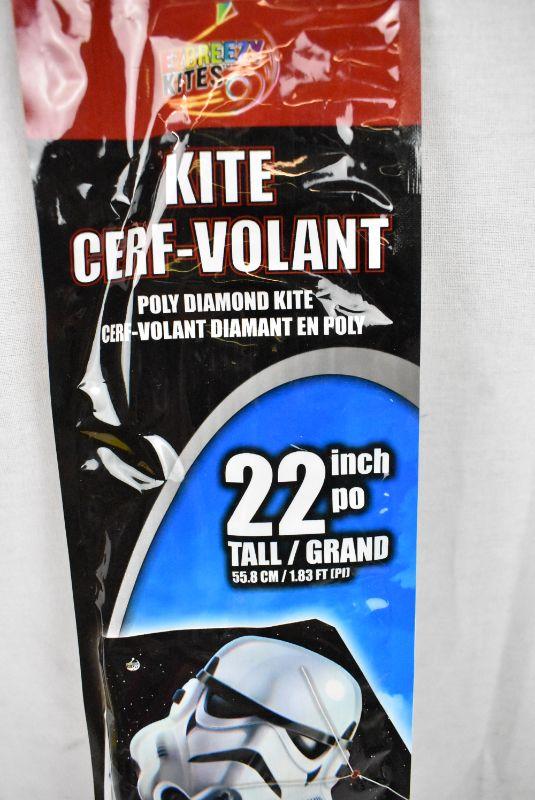 EZBREEZY
KITES
KITE
CERF-VOLANT
POLY DIAMOND KITE
CERF-VOLANT DIAMANT EN POLY
22 inch
po
TALL / GRAND
55.8 CM / 1.83 FT (PI)